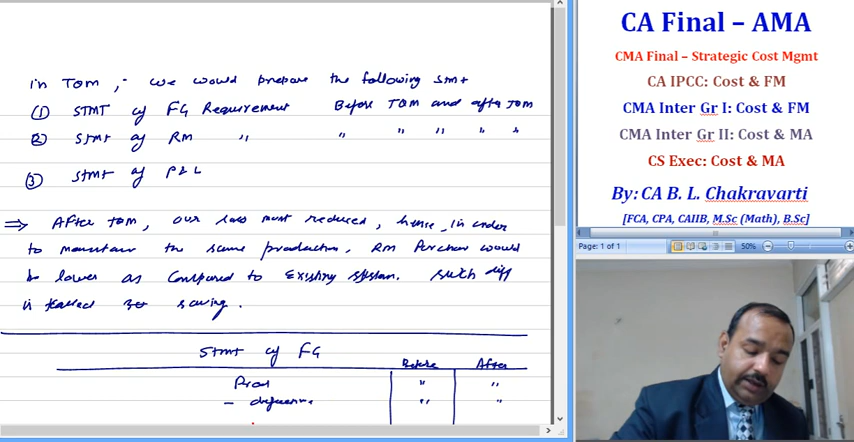 in TQM, :- we would prepare the following stmt
(1) STMT of FG Requirement Before TQM and after TQM
(2) STMT of RM " " " " " "
(3) STMT of P&L
⇒ AFter TQM, our loss must reduced, hence, in order
to maintain the same production, RM Purchase would
be lower as compared to Existing system. such diff
is called saving.
Stmt of FG
Before After
Prod " "
- defective " "
CA Final – AMA
CMA Final – Strategic Cost Mgmt
CA IPCC: Cost & FM
CMA Inter Gr I: Cost & FM
CMA Inter Gr II: Cost & MA
CS Exec: Cost & MA
By: CA B. L. Chakravarti
[FCA, CPA, CAIIB, M.Sc (Math), B.Sc]
Page: 1 of 1 50%